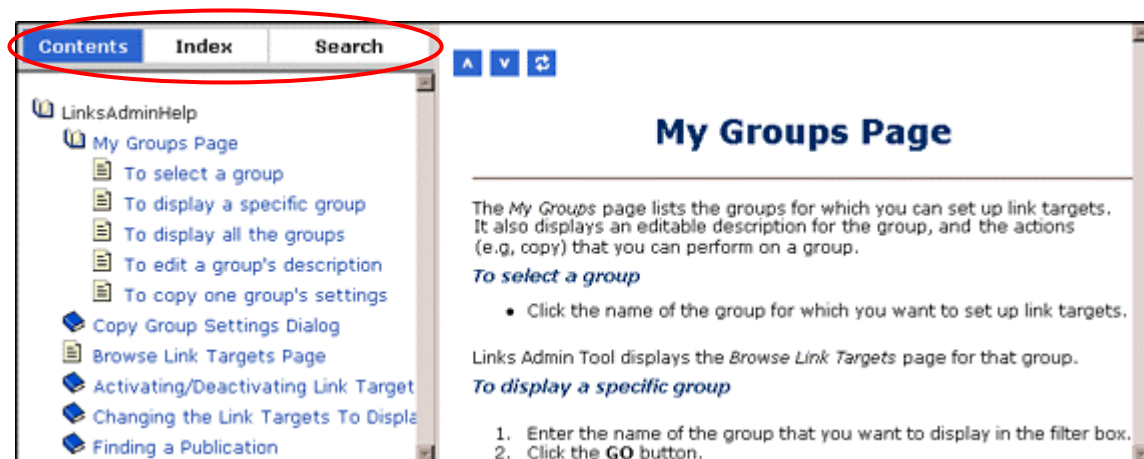 Contents Index Search
LinksAdminHelp
My Groups Page
To select a group
To display a specific group
To display all the groups
To edit a group's description
To copy one group's settings
Copy Group Settings Dialog
Browse Link Targets Page
Activating/Deactivating Link Target
Changing the Link Targets To Displa
Finding a Publication
My Groups Page
The My Groups page lists the groups for which you can set up link targets.
It also displays an editable description for the group, and the actions
(e.g, copy) that you can perform on a group.
To select a group
• Click the name of the group for which you want to set up link targets.
Links Admin Tool displays the Browse Link Targets page for that group.
To display a specific group
1. Enter the name of the group that you want to display in the filter box.
2. Click the GO button.